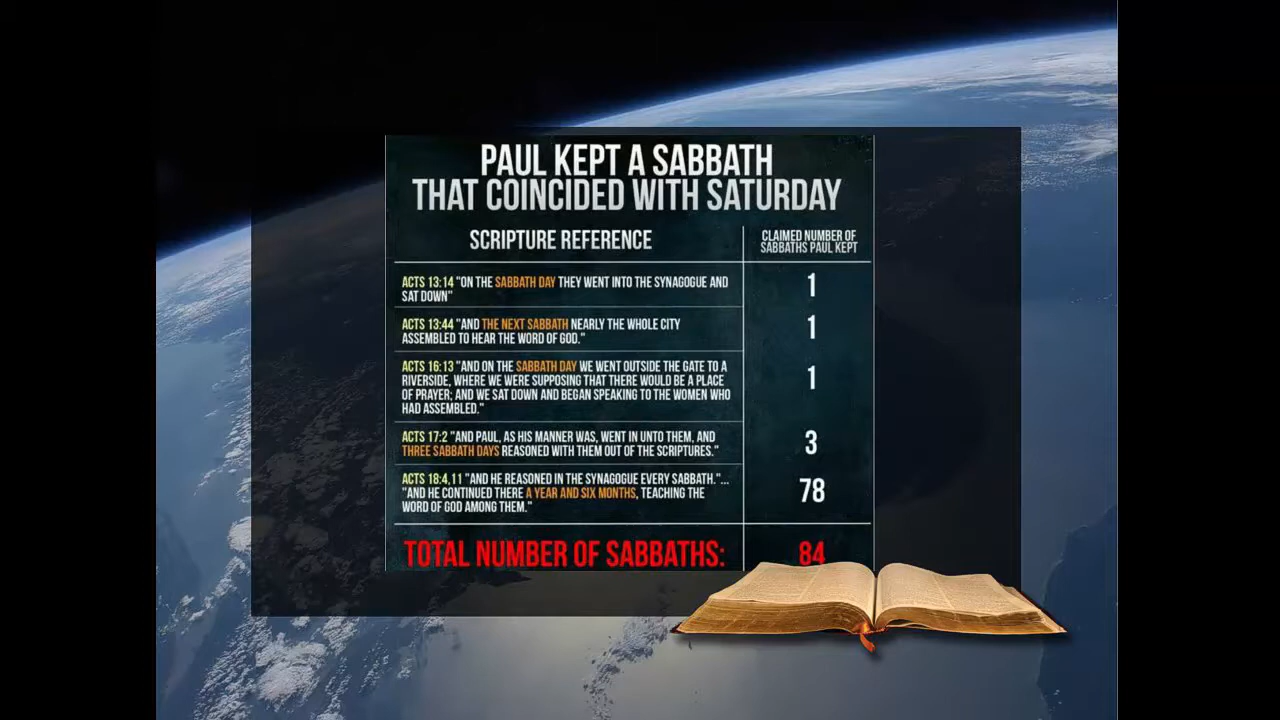 PAUL KEPT A SABBATH
THAT COINCIDED WITH SATURDAY
SCRIPTURE REFERENCE
CLAIMED NUMBER OF
SABBATHS PAUL KEPT
ACTS 13:14 "ON THE SABBATH DAY THEY WENT INTO THE SYNAGOGUE AND
SAT DOWN"
1
ACTS 13:44 "AND THE NEXT SABBATH NEARLY THE WHOLE CITY
ASSEMBLED TO HEAR THE WORD OF GOD."
1
ACTS 16:13 "AND ON THE SABBATH DAY WE WENT OUTSIDE THE GATE TO A
RIVERSIDE, WHERE WE WERE SUPPOSING THAT THERE WOULD BE A PLACE
OF PRAYER; AND WE SAT DOWN AND BEGAN SPEAKING TO THE WOMEN WHO
HAD ASSEMBLED."
1
ACTS 17:2 "AND PAUL, AS HIS MANNER WAS, WENT IN UNTO THEM, AND
THREE SABBATH DAYS REASONED WITH THEM OUT OF THE SCRIPTURES."
3
ACTS 18:4,11 "AND HE REASONED IN THE SYNAGOGUE EVERY SABBATH."...
"AND HE CONTINUED THERE A YEAR AND SIX MONTHS, TEACHING THE
WORD OF GOD AMONG THEM."
78
TOTAL NUMBER OF SABBATHS:
84